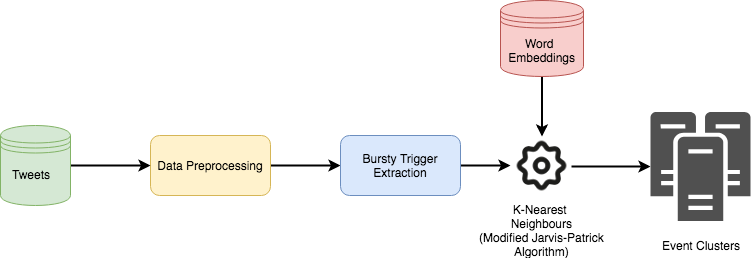 Word
Embeddings
Tweets
Data Preprocessing
Bursty Trigger
Extraction
K-Nearest
Neighbours
(Modified Jarvis-Patrick
Algorithm)
Event Clusters